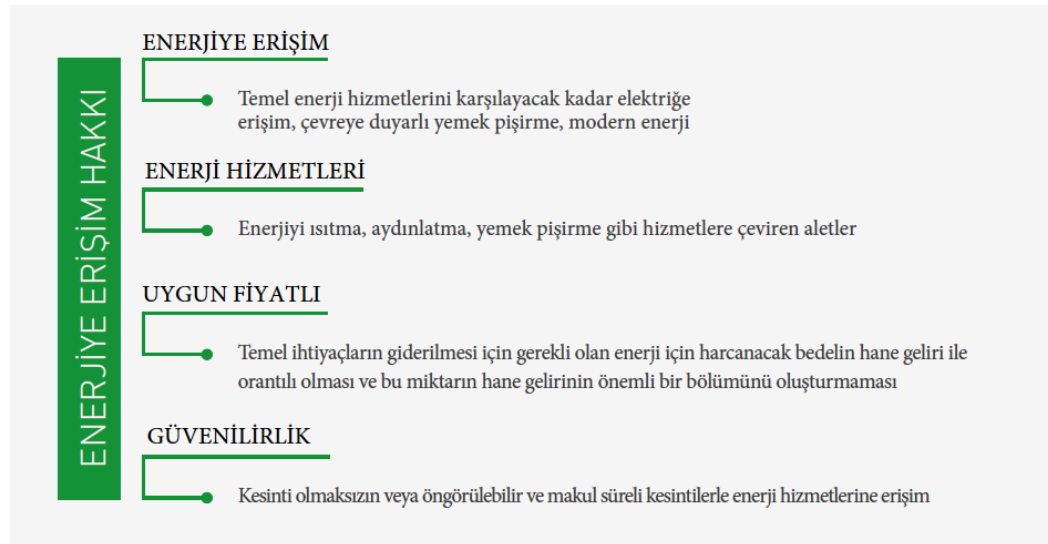 ENERJİYE ERİŞİM HAKKI
ENERJİYE ERİŞİM
Temel enerji hizmetlerini karşılayacak kadar elektriğe
erişim, çevreye duyarlı yemek pişirme, modern enerji
ENERJİ HİZMETLERİ
Enerjiyi ısıtma, aydınlatma, yemek pişirme gibi hizmetlere çeviren aletler
UYGUN FİYATLI
Temel ihtiyaçların giderilmesi için gerekli olan enerji için harcanacak bedelin hane geliri ile
orantılı olması ve bu miktarın hane gelirinin önemli bir bölümünü oluşturmaması
GÜVENİLİRLİK
Kesinti olmaksızın veya öngörülebilir ve makul süreli kesintilerle enerji hizmetlerine erişim